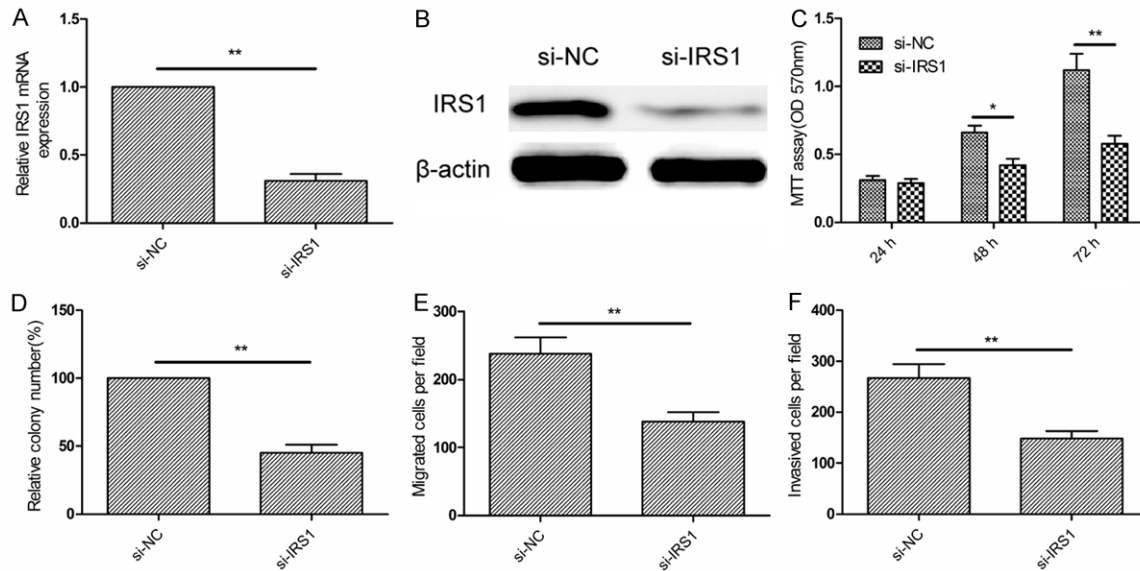 A
Relative IRS1 mRNA
expression
1.5
1.0
0.5
0.0
**
si-NC
si-IRS1
B
si-NC
si-IRS1
IRS1
β-actin
C
MTT assay(OD 570nm)
1.5
1.0
0.5
0.0
si-NC
si-IRS1
*
**
24 h
48 h
72 h
D
Relative colony number(%)
150
100
50
0
**
si-NC
si-IRS1
E
Migrated cells per field
300
200
100
0
**
si-NC
si-IRS1
F
Invasived cells per field
400
300
200
100
0
**
si-NC
si-IRS1